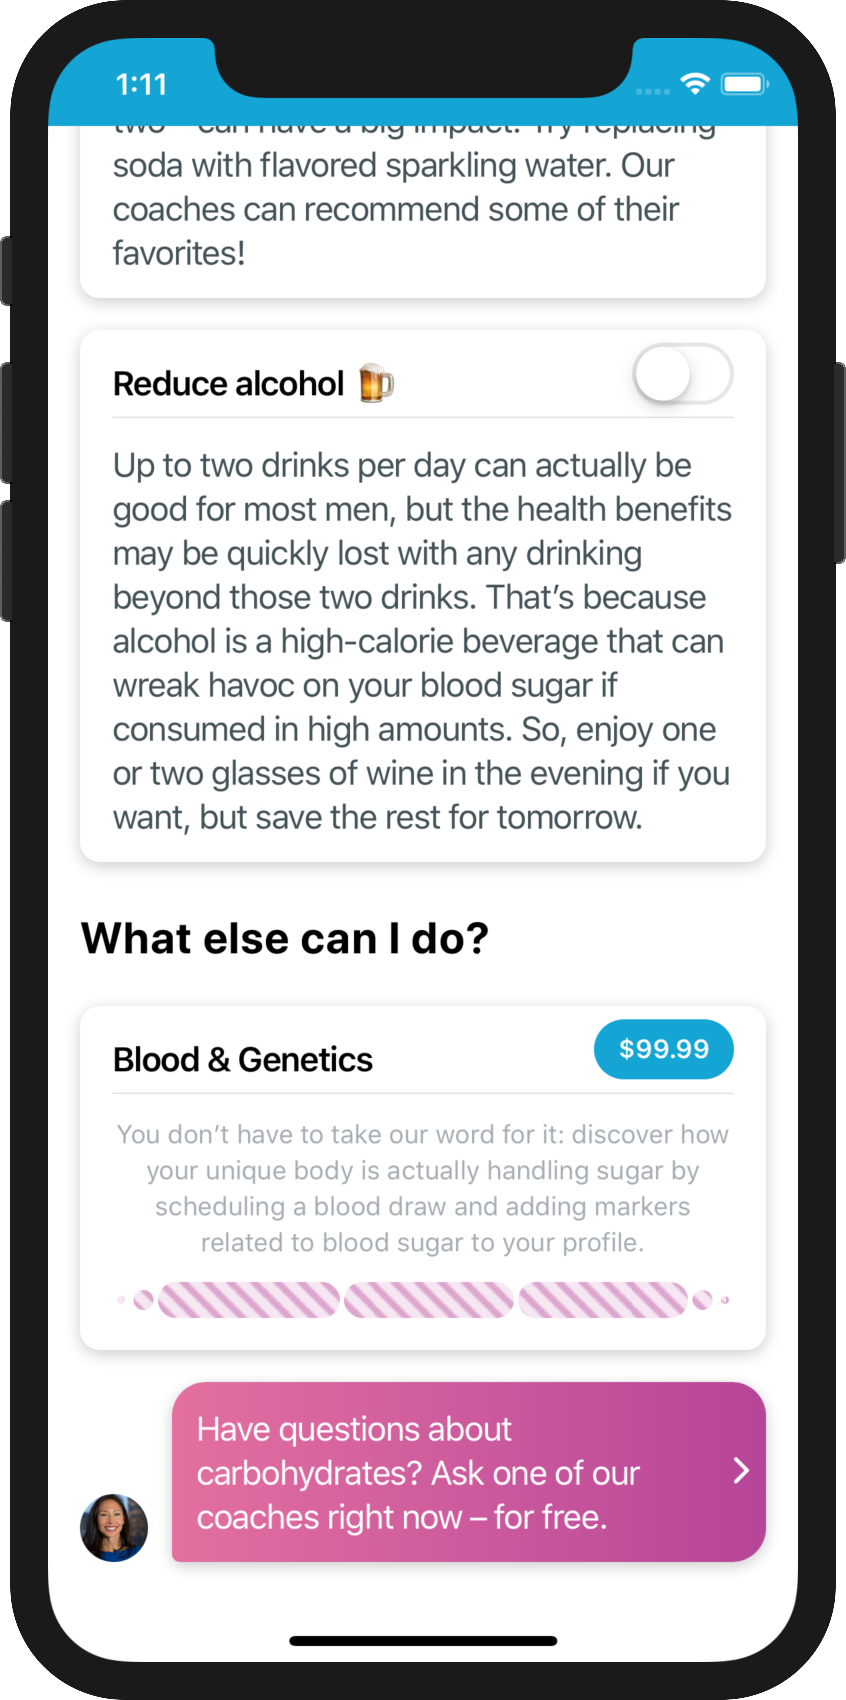 1:11
two – can have a big impact. Try replacing
soda with flavored sparkling water. Our
coaches can recommend some of their
favorites!
Reduce alcohol 🍺
Up to two drinks per day can actually be
good for most men, but the health benefits
may be quickly lost with any drinking
beyond those two drinks. That’s because
alcohol is a high-calorie beverage that can
wreak havoc on your blood sugar if
consumed in high amounts. So, enjoy one
or two glasses of wine in the evening if you
want, but save the rest for tomorrow.
What else can I do?
Blood & Genetics
$99.99
You don’t have to take our word for it: discover how
your unique body is actually handling sugar by
scheduling a blood draw and adding markers
related to blood sugar to your profile.
Have questions about
carbohydrates? Ask one of our
coaches right now – for free.